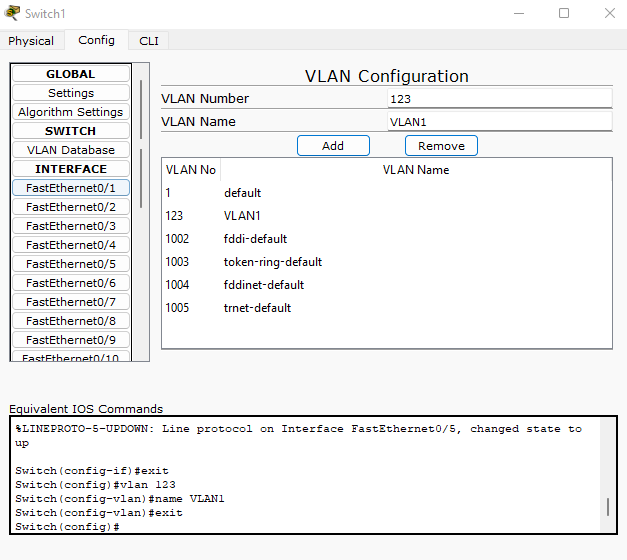 Switch1
Physical
Config
CLI
GLOBAL
Settings
Algorithm Settings
SWITCH
VLAN Database
INTERFACE
FastEthernet0/1
FastEthernet0/2
FastEthernet0/3
FastEthernet0/4
FastEthernet0/5
FastEthernet0/6
FastEthernet0/7
FastEthernet0/8
FastEthernet0/9
FastEthernet0/10
VLAN Configuration
VLAN Number 123
VLAN Name VLAN1
Add Remove
VLAN No VLAN Name
1 default
123 VLAN1
1002 fddi-default
1003 token-ring-default
1004 fddinet-default
1005 trnet-default
Equivalent IOS Commands
%LINEPROTO-5-UPDOWN: Line protocol on Interface FastEthernet0/5, changed state to
up
Switch(config-if)#exit
Switch(config)#vlan 123
Switch(config-vlan)#name VLAN1
Switch(config-vlan)#exit
Switch(config)#